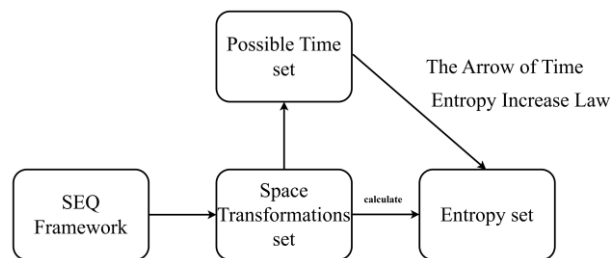 Possible Time
set
The Arrow of Time
Entropy Increase Law
SEQ
Framework
Space
Transformations
set
calculate
Entropy set